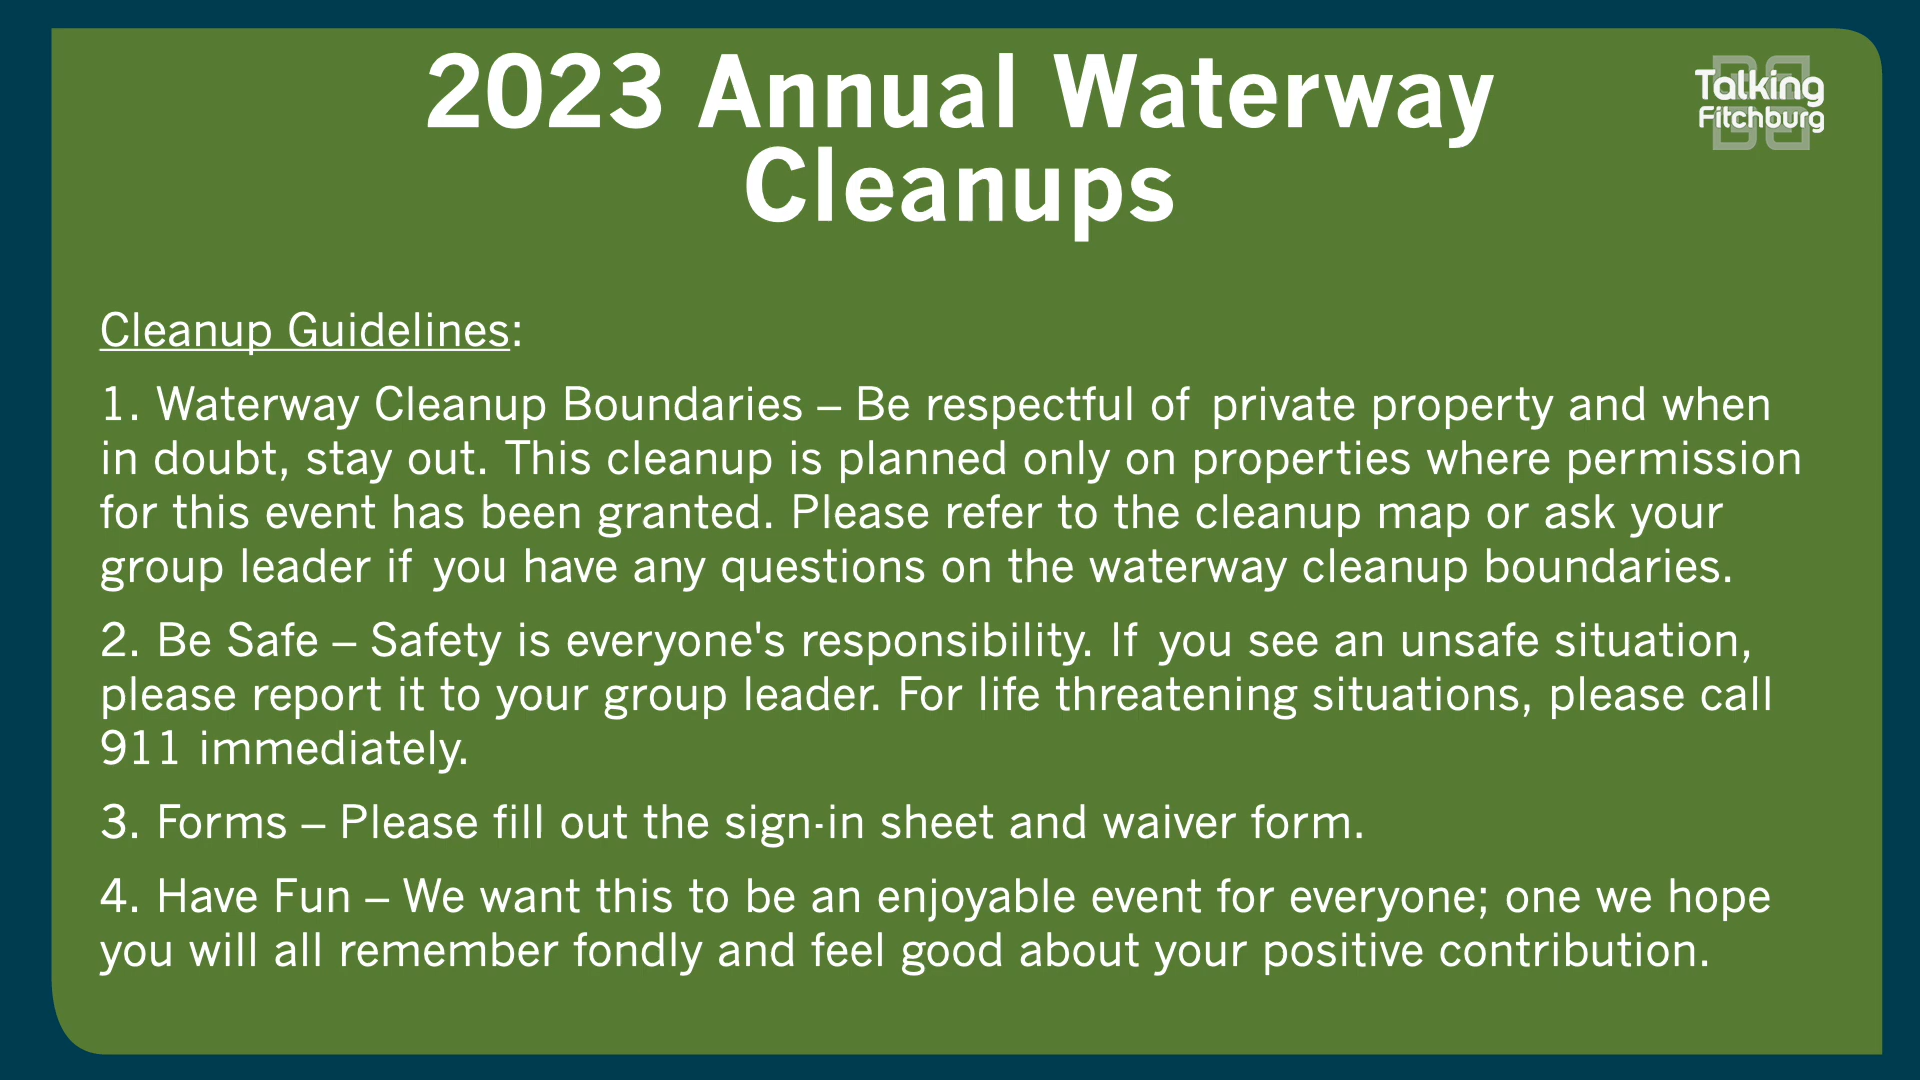 2023 Annual Waterway
Cleanups
Talking
Fitchburg
Cleanup Guidelines:
1. Waterway Cleanup Boundaries – Be respectful of private property and when
in doubt, stay out. This cleanup is planned only on properties where permission
for this event has been granted. Please refer to the cleanup map or ask your
group leader if you have any questions on the waterway cleanup boundaries.
2. Be Safe – Safety is everyone's responsibility. If you see an unsafe situation,
please report it to your group leader. For life threatening situations, please call
911 immediately.
3. Forms – Please fill out the sign-in sheet and waiver form.
4. Have Fun – We want this to be an enjoyable event for everyone; one we hope
you will all remember fondly and feel good about your positive contribution.